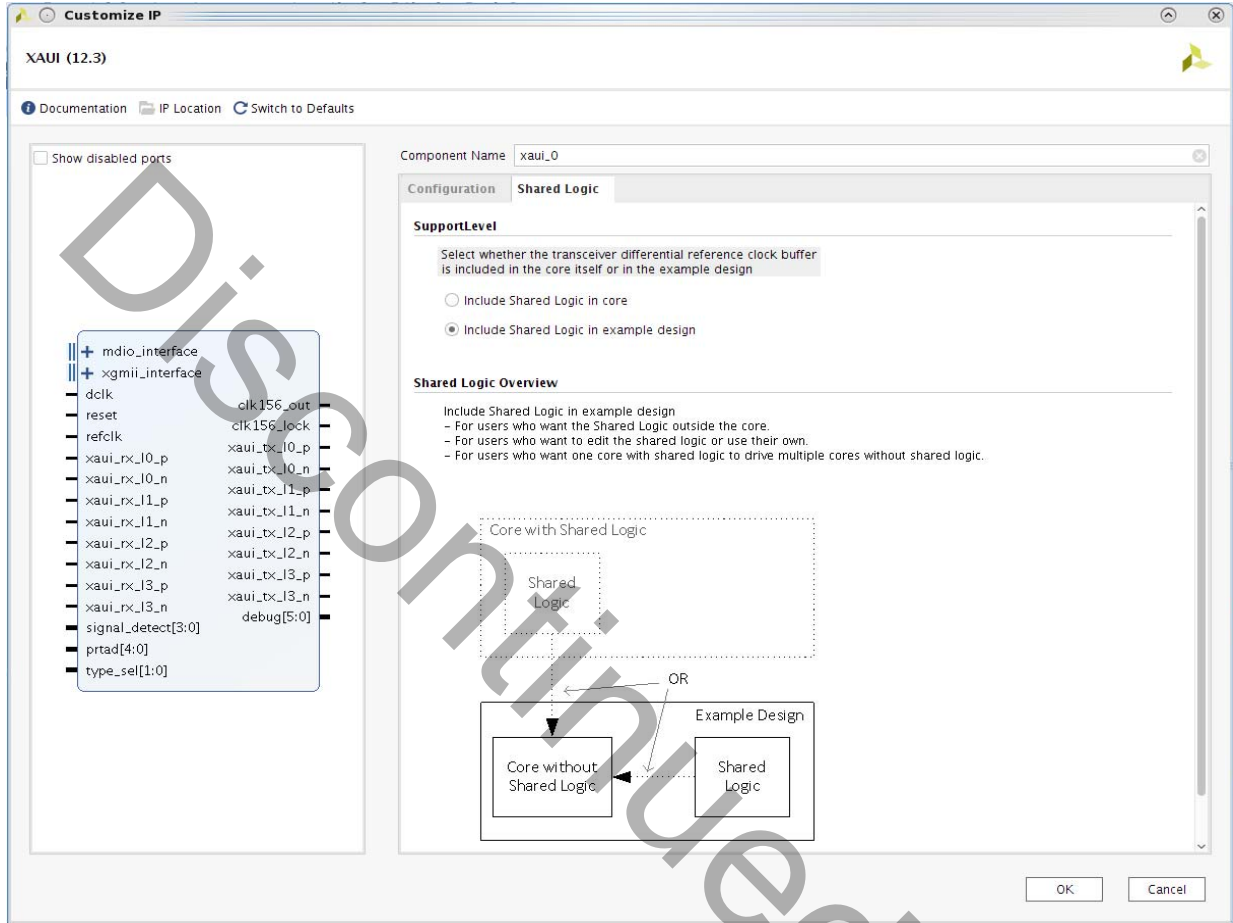 Customize IP
XAUI (12.3)
Documentation IP Location Switch to Defaults
Show disabled ports
mdio_interface
xgmii_interface
dclk
reset
refclk
xaui_rx_l0_p
xaui_rx_l0_n
xaui_rx_l1_p
xaui_rx_l1_n
xaui_rx_l2_p
xaui_rx_l2_n
xaui_rx_l3_p
xaui_rx_l3_n
signal_detect[3:0]
prtad[4:0]
type_sel[1:0]
clk156_out
clk156_lock
xaui_tx_l0_p
xaui_tx_l0_n
xaui_tx_l1_p
xaui_tx_l1_n
xaui_tx_l2_p
xaui_tx_l2_n
xaui_tx_l3_p
xaui_tx_l3_n
debug[5:0]
Component Name xaui_0
Configuration Shared Logic
SupportLevel
Select whether the transceiver differential reference clock buffer
is included in the core itself or in the example design
Include Shared Logic in core
Include Shared Logic in example design
Shared Logic Overview
Include Shared Logic in example design
– For users who want the Shared Logic outside the core.
– For users who want to edit the shared logic or use their own.
– For users who want one core with shared logic to drive multiple cores without shared logic.
Core with Shared Logic
Shared
Logic
OR
Example Design
Core without
Shared Logic
Shared
Logic
OK Cancel